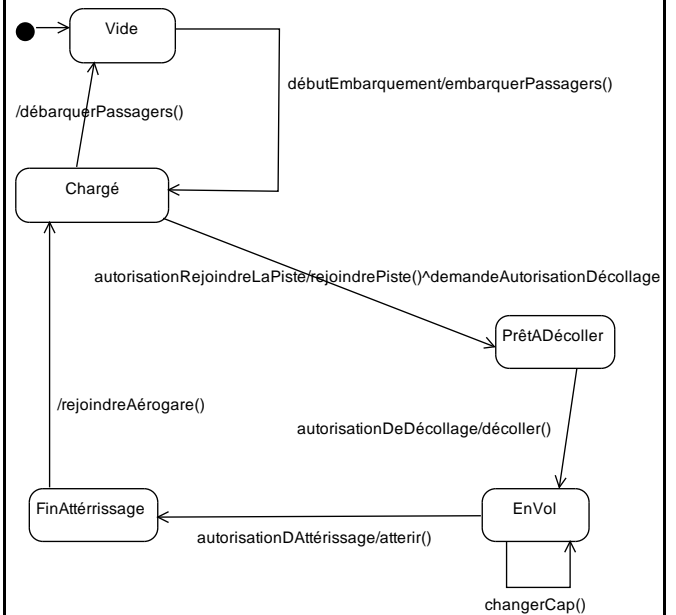 Vide
débutEmbarquement/embarquerPassagers()
/débarquerPassagers()
Chargé
autorisationRejoindreLaPiste/rejoindrePiste()^demandeAutorisationDécollage
PrêtADécoller
/rejoindreAérogare()
autorisationDeDécollage/décoller()
FinAttérrissage
EnVol
autorisationDAttérissage/atterir()
changerCap()